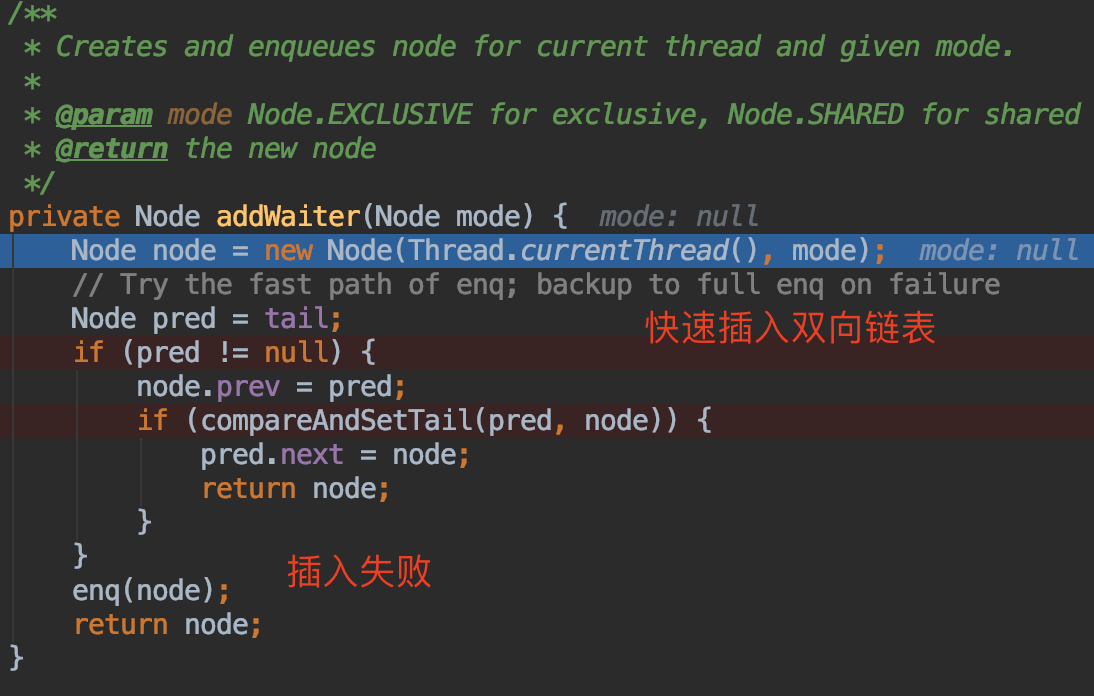 /**
 * Creates and enqueues node for current thread and given mode.
 *
 * @param mode Node.EXCLUSIVE for exclusive, Node.SHARED for shared
 * @return the new node
 */
private Node addWaiter(Node mode) {  mode: null
    Node node = new Node(Thread.currentThread(), mode);  mode: null
    // Try the fast path of enq; backup to full enq on failure
    Node pred = tail;
快速插入双向链表
    if (pred != null) {
        node.prev = pred;
        if (compareAndSetTail(pred, node)) {
            pred.next = node;
            return node;
        }
    }
插入失败
    enq(node);
    return node;
}